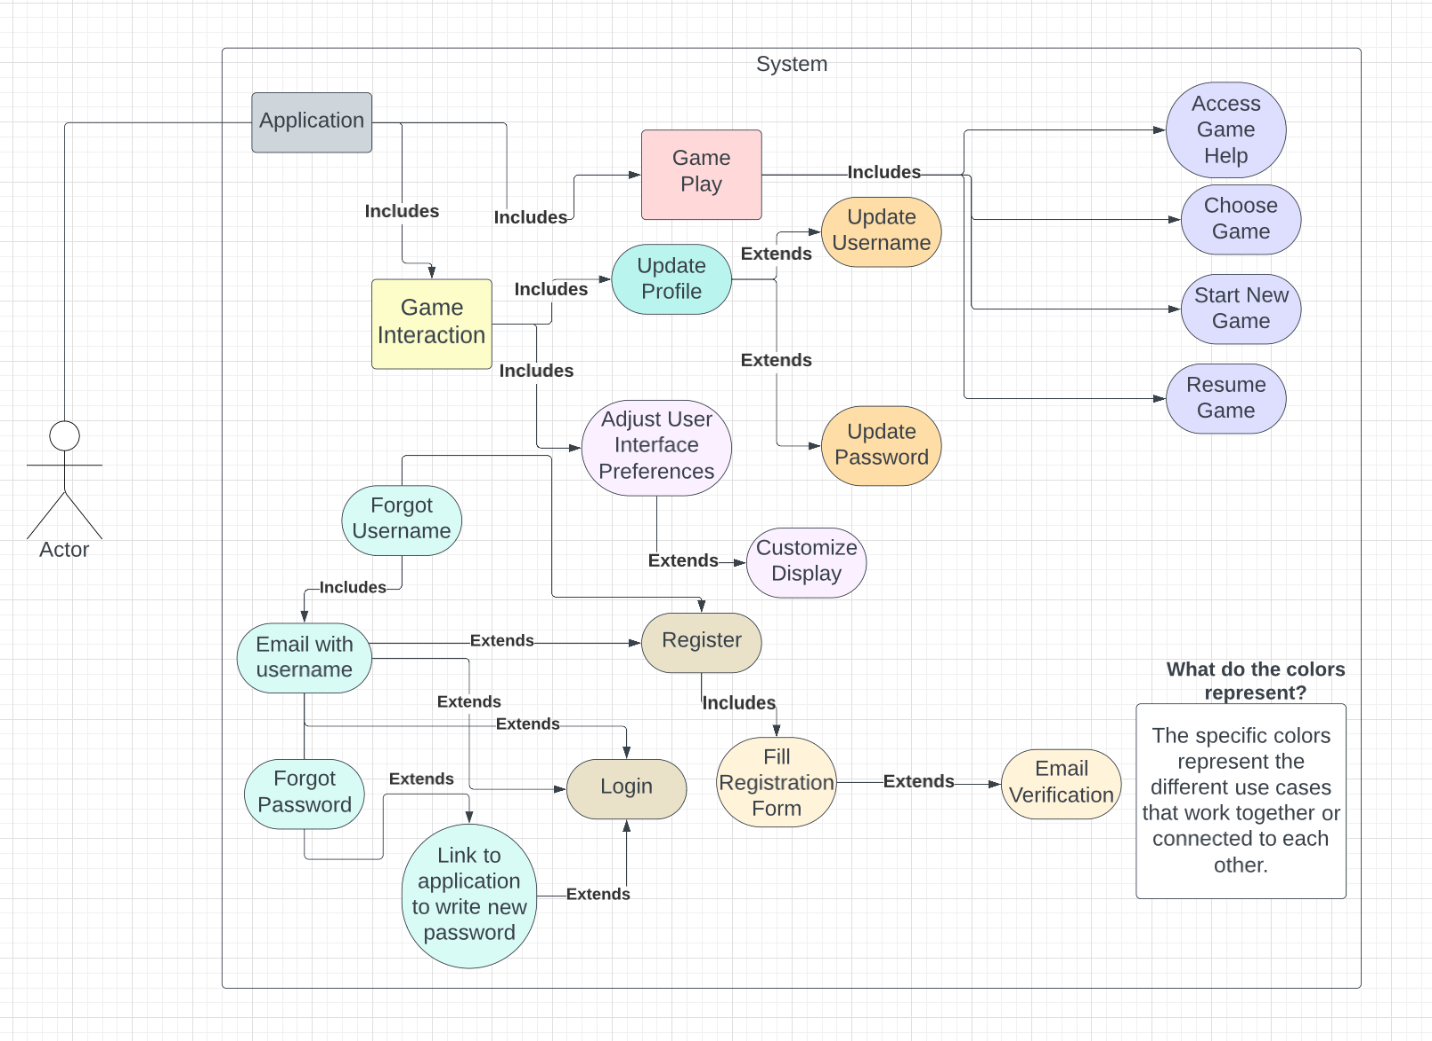 System
Application
Access
Game
Help
Game
Play
Includes
Includes
Includes
Choose
Game
Update
Username
Extends
Update
Profile
Includes
Game
Interaction
Start New
Game
Extends
Includes
Resume
Game
Adjust User
Interface
Preferences
Update
Password
Forgot
Username
Actor
Extends
Customize
Display
Includes
Email with
username
Extends
Register
Extends
Includes
Extends
What do the colors
represent?
The specific colors
represent the
different use cases
that work together or
connected to each
other.
Forgot
Password
Extends
Login
Fill
Registration
Form
Extends
Email
Verification
Link to
application
to write new
password
Extends